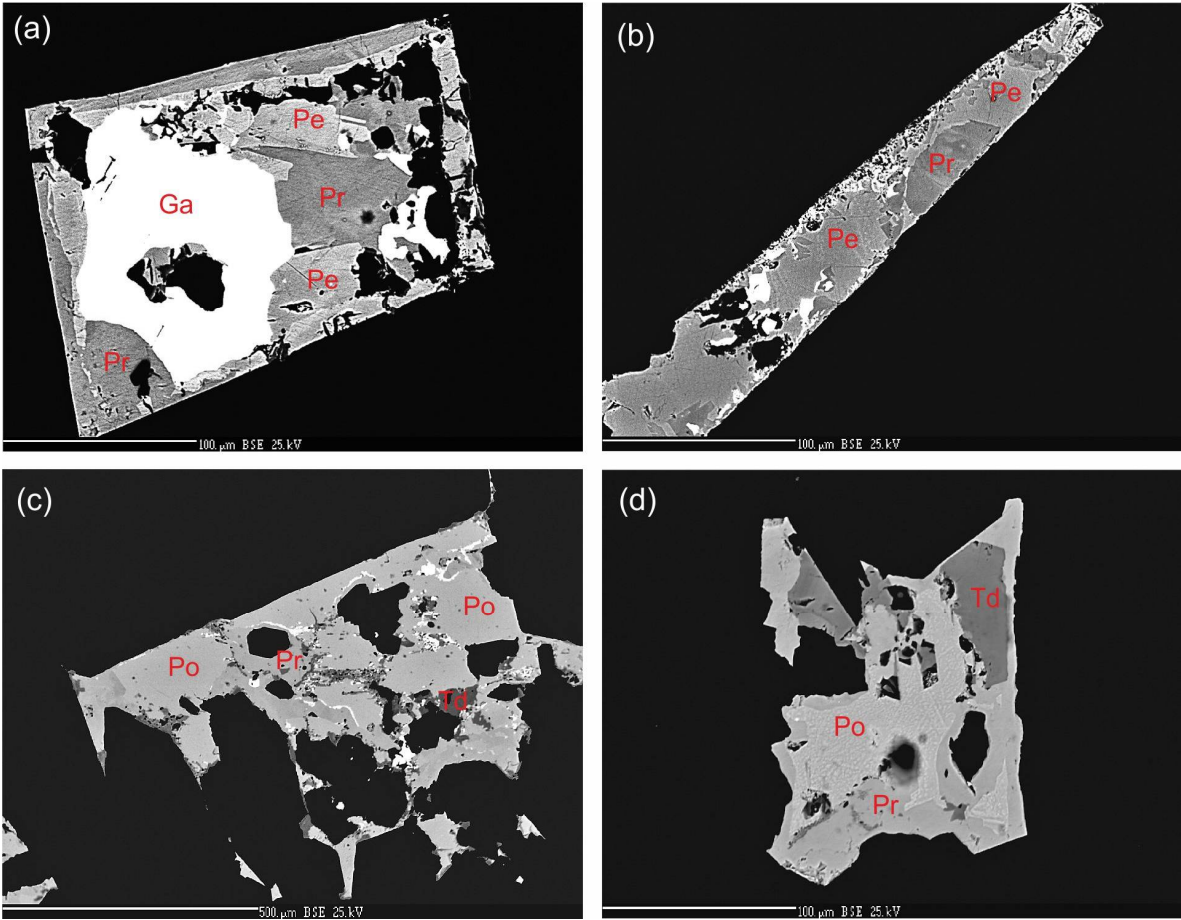 (a)
Pe
Ga
Pr
Pe
Pr
100.µm BSE 25.kV
(b)
Pe
Pr
Pe
100.µm BSE 25.kV
(c)
Po
Po
Pr
Td
500.µm BSE 25.kV
(d)
Td
Po
Pr
100.µm BSE 25.kV